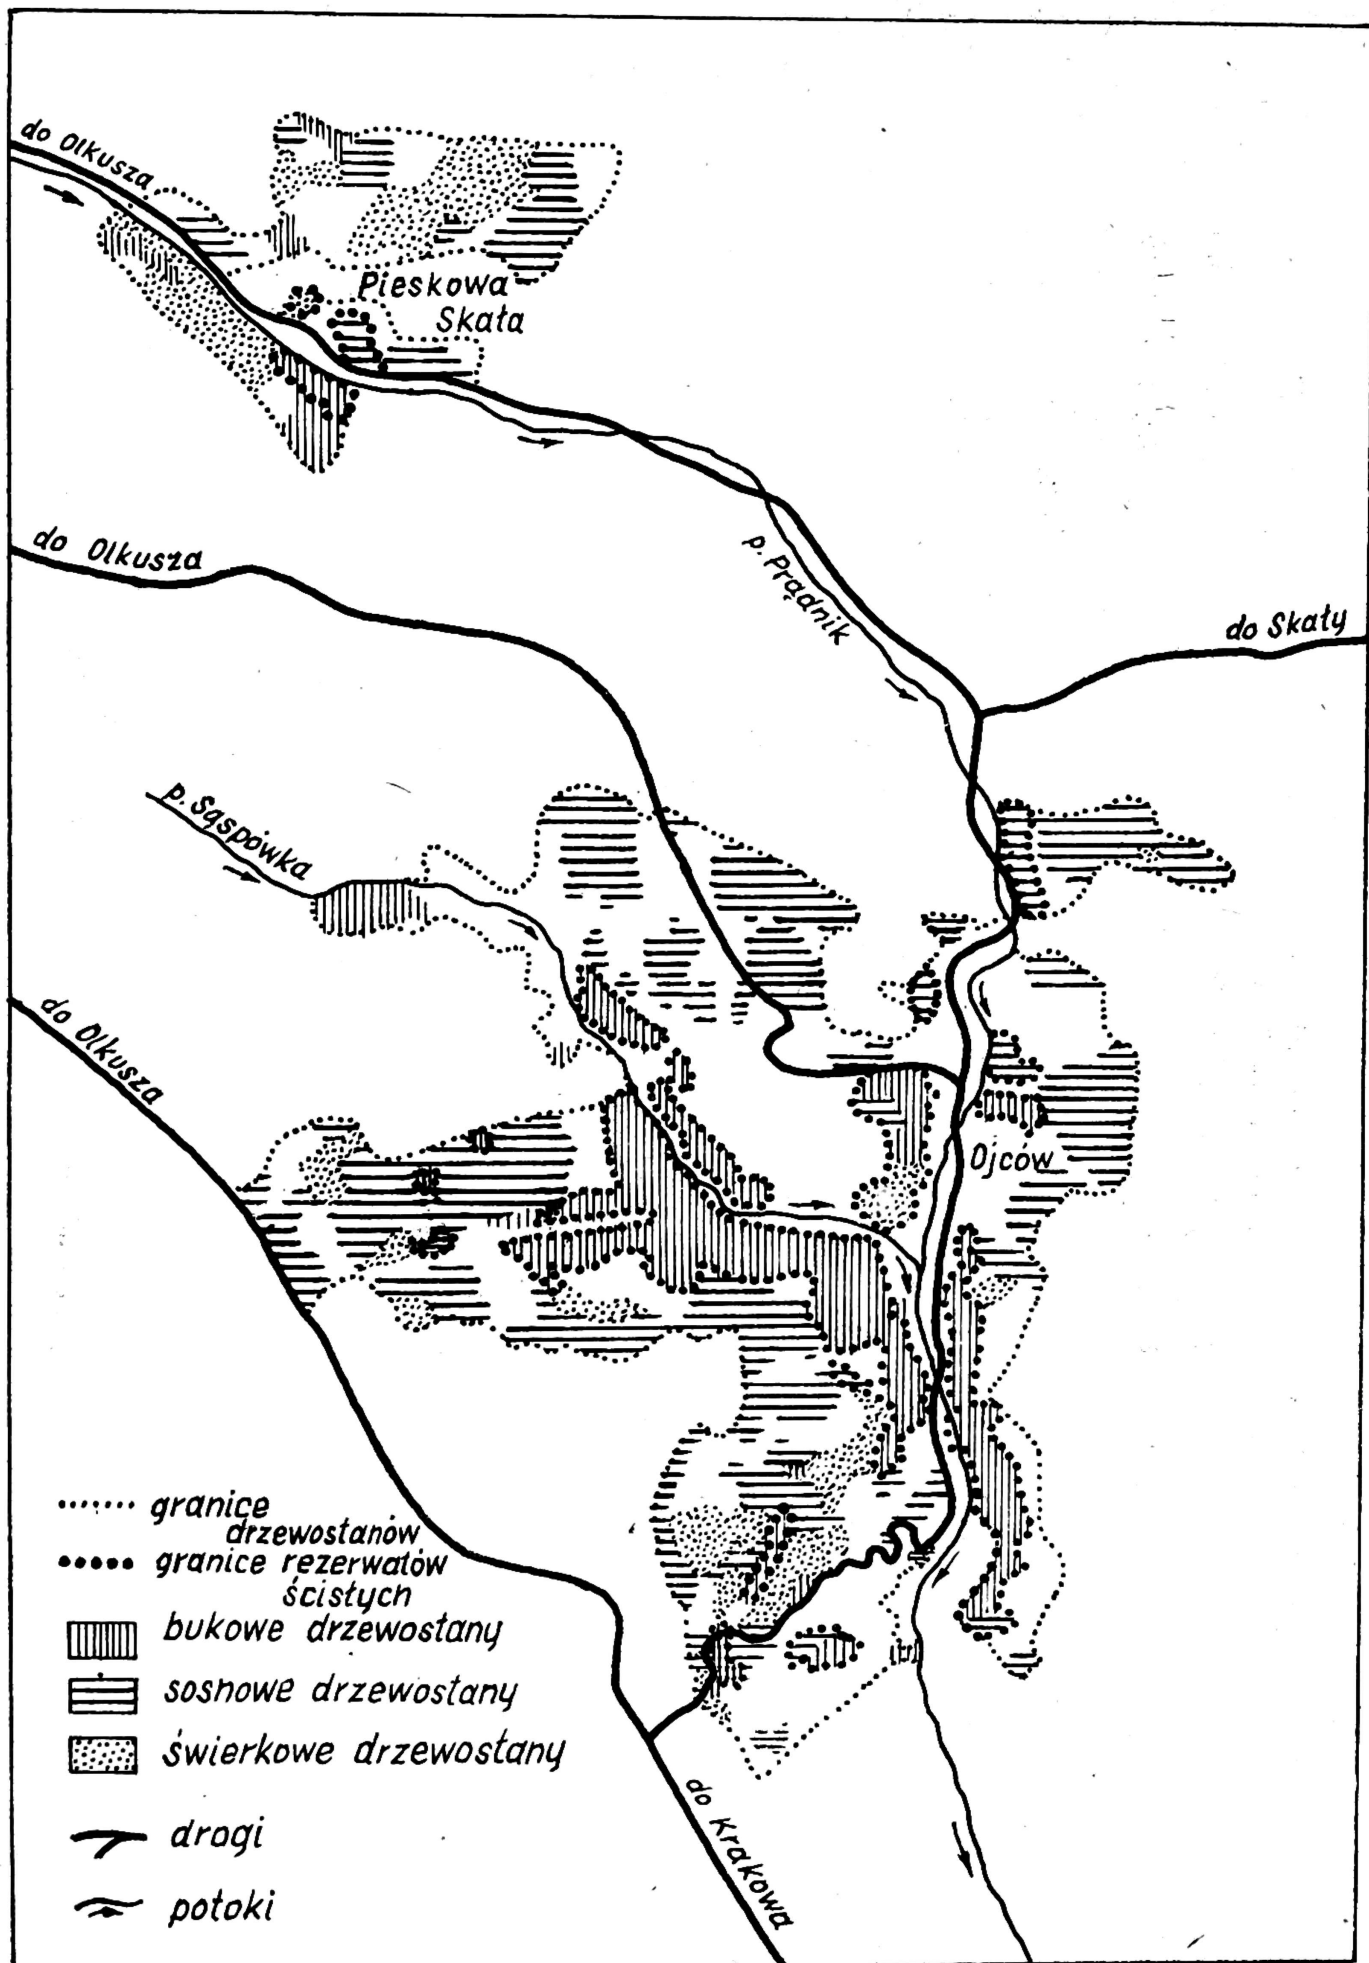 do Olkusza
Pieskowa
Skała
do Olkusza
p. Prądnik
do Skały
p. Sąspówka
do Olkusza
Ojców
granice
drzewostanów
granice rezerwatów
ścisłych
bukowe drzewostany
sosnowe drzewostany
świerkowe drzewostany
drogi
potoki
do Krakowa